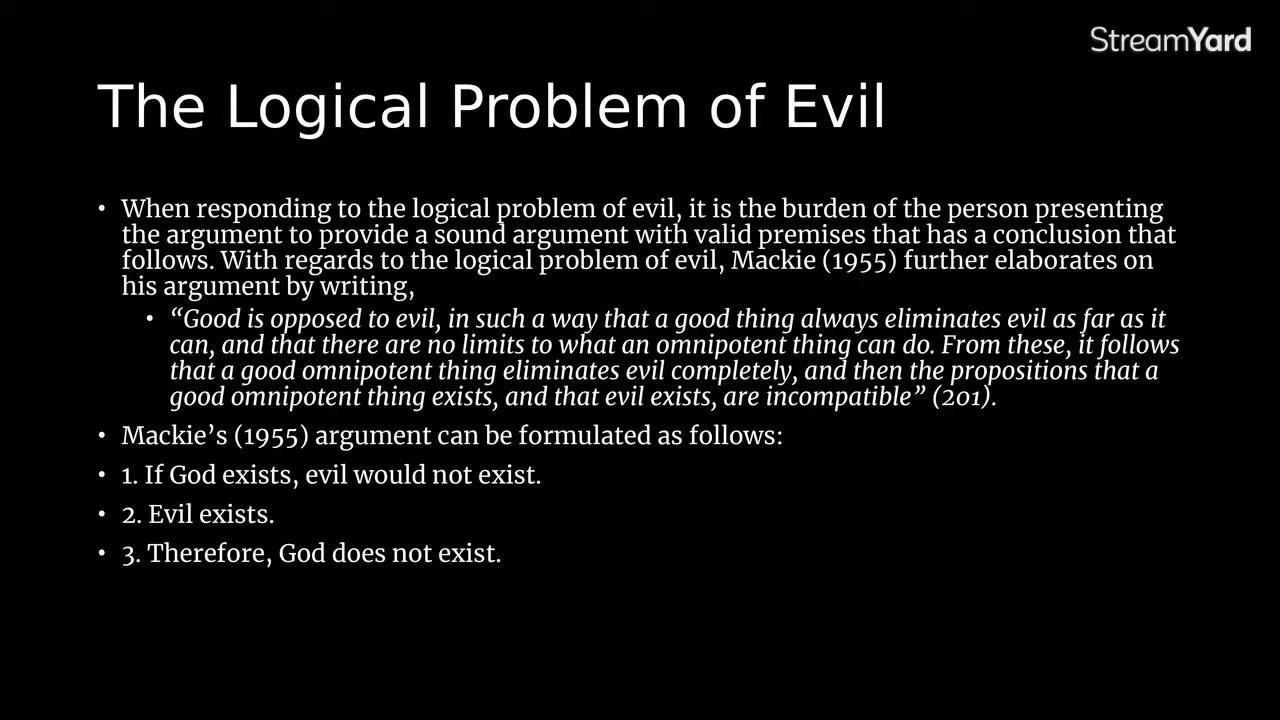 StreamYard
The Logical Problem of Evil
• When responding to the logical problem of evil, it is the burden of the person presenting
the argument to provide a sound argument with valid premises that has a conclusion that
follows. With regards to the logical problem of evil, Mackie (1955) further elaborates on
his argument by writing,
• “Good is opposed to evil, in such a way that a good thing always eliminates evil as far as it
can, and that there are no limits to what an omnipotent thing can do. From these, it follows
that a good omnipotent thing eliminates evil completely, and then the propositions that a
good omnipotent thing exists, and that evil exists, are incompatible” (201).
• Mackie’s (1955) argument can be formulated as follows:
• 1. If God exists, evil would not exist.
• 2. Evil exists.
• 3. Therefore, God does not exist.